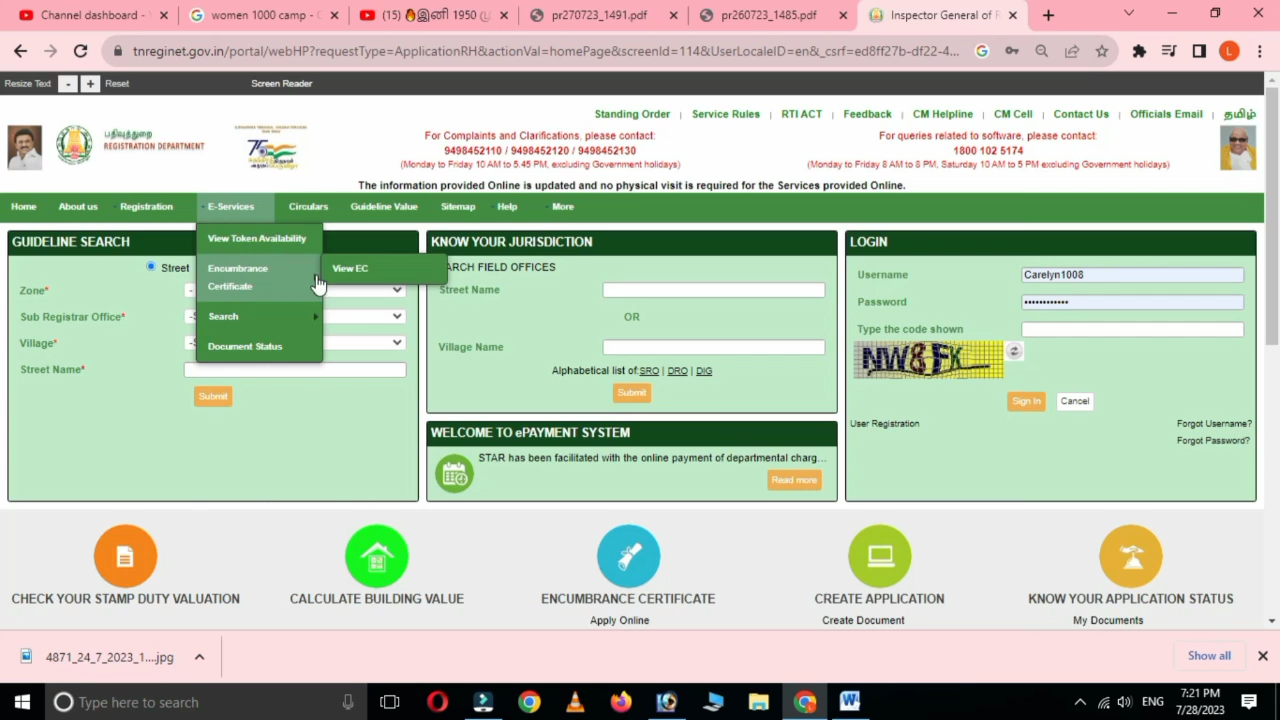 Channel dashboard -
women 1000 camp -
(15) 🔥இனி 1950
pr270723_1491.pdf
pr260723_1485.pdf
Inspector General of R
tnreginet.gov.in/portal/webHP?requestType=ApplicationRH&actionVal=homePage&screenId=114&UserLocaleID=en&_csrf=ed8ff27b-df22-4...
L
Resize Text - + Reset
Screen Reader
Standing Order | Service Rules | RTI ACT | Feedback | CM Helpline | CM Cell | Contact Us | Officials Email | தமிழ்
பதிவுத்துறை
REGISTRATION DEPARTMENT
75
For Complaints and Clarifications, please contact:
9498452110 / 9498452120 / 9498452130
(Monday to Friday 10 AM to 5.45 PM, excluding Government holidays)
For queries related to software, please contact:
1800 102 5174
(Monday to Friday 8 AM to 8 PM, Saturday 10 AM to 5 PM excluding Government holidays)
The information provided Online is updated and no physical visit is required for the Services provided Online.
Home About us Registration E-Services Circulars Guideline Value Sitemap Help More
View Token Availability
Encumbrance
Certificate
View EC
Search
Document Status
GUIDELINE SEARCH
Street
Zone*
Sub Registrar Office*
Village*
Street Name*
Submit
KNOW YOUR JURISDICTION
ARCH FIELD OFFICES
Street Name
OR
Village Name
Alphabetical list of:SRO | DRO | DIG
Submit
WELCOME TO ePAYMENT SYSTEM
STAR has been facilitated with the online payment of departmental charg...
Read more
LOGIN
Username Carelyn1008
Password ••••••••••••
Type the code shown
NW8FK
Sign In Cancel
User Registration
Forgot Username?
Forgot Password?
CHECK YOUR STAMP DUTY VALUATION
CALCULATE BUILDING VALUE
ENCUMBRANCE CERTIFICATE
Apply Online
CREATE APPLICATION
Create Document
KNOW YOUR APPLICATION STATUS
My Documents
4871_24_7_2023_1....jpg
Show all
Type here to search
ENG
7:21 PM
7/28/2023